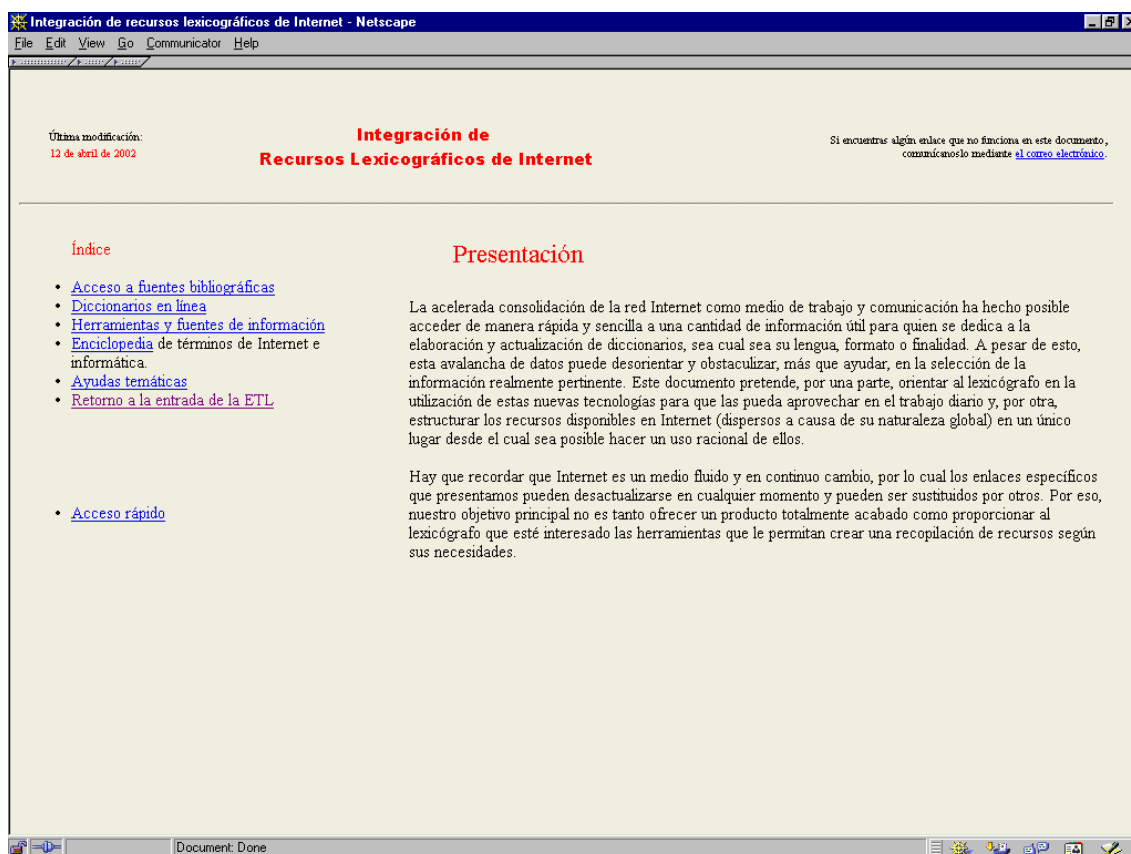 Integración de recursos lexicográficos de Internet - Netscape
File Edit View Go Communicator Help
Última modificación:
12 de abril de 2002
Integración de
Recursos Lexicográficos de Internet
Si encuentras algún enlace que no funciona en este documento,
comunícanoslo mediante el correo electrónico.
Índice
• Acceso a fuentes bibliográficas
• Diccionarios en línea
• Herramientas y fuentes de información
• Enciclopedia de términos de Internet e
informática.
• Ayudas temáticas
• Retorno a la entrada de la ETL
• Acceso rápido
Presentación
La acelerada consolidación de la red Internet como medio de trabajo y comunicación ha hecho posible
acceder de manera rápida y sencilla a una cantidad de información útil para quien se dedica a la
elaboración y actualización de diccionarios, sea cual sea su lengua, formato o finalidad. A pesar de esto,
esta avalancha de datos puede desorientar y obstaculizar, más que ayudar, en la selección de la
información realmente pertinente. Este documento pretende, por una parte, orientar al lexicógrafo en la
utilización de estas nuevas tecnologías para que las pueda aprovechar en el trabajo diario y, por otra,
estructurar los recursos disponibles en Internet (dispersos a causa de su naturaleza global) en un único
lugar desde el cual sea posible hacer un uso racional de ellos.
Hay que recordar que Internet es un medio fluido y en continuo cambio, por lo cual los enlaces específicos
que presentamos pueden desactualizarse en cualquier momento y pueden ser sustituidos por otros. Por eso,
nuestro objetivo principal no es tanto ofrecer un producto totalmente acabado como proporcionar al
lexicógrafo que esté interesado las herramientas que le permitan crear una recopilación de recursos según
sus necesidades.
Document: Done